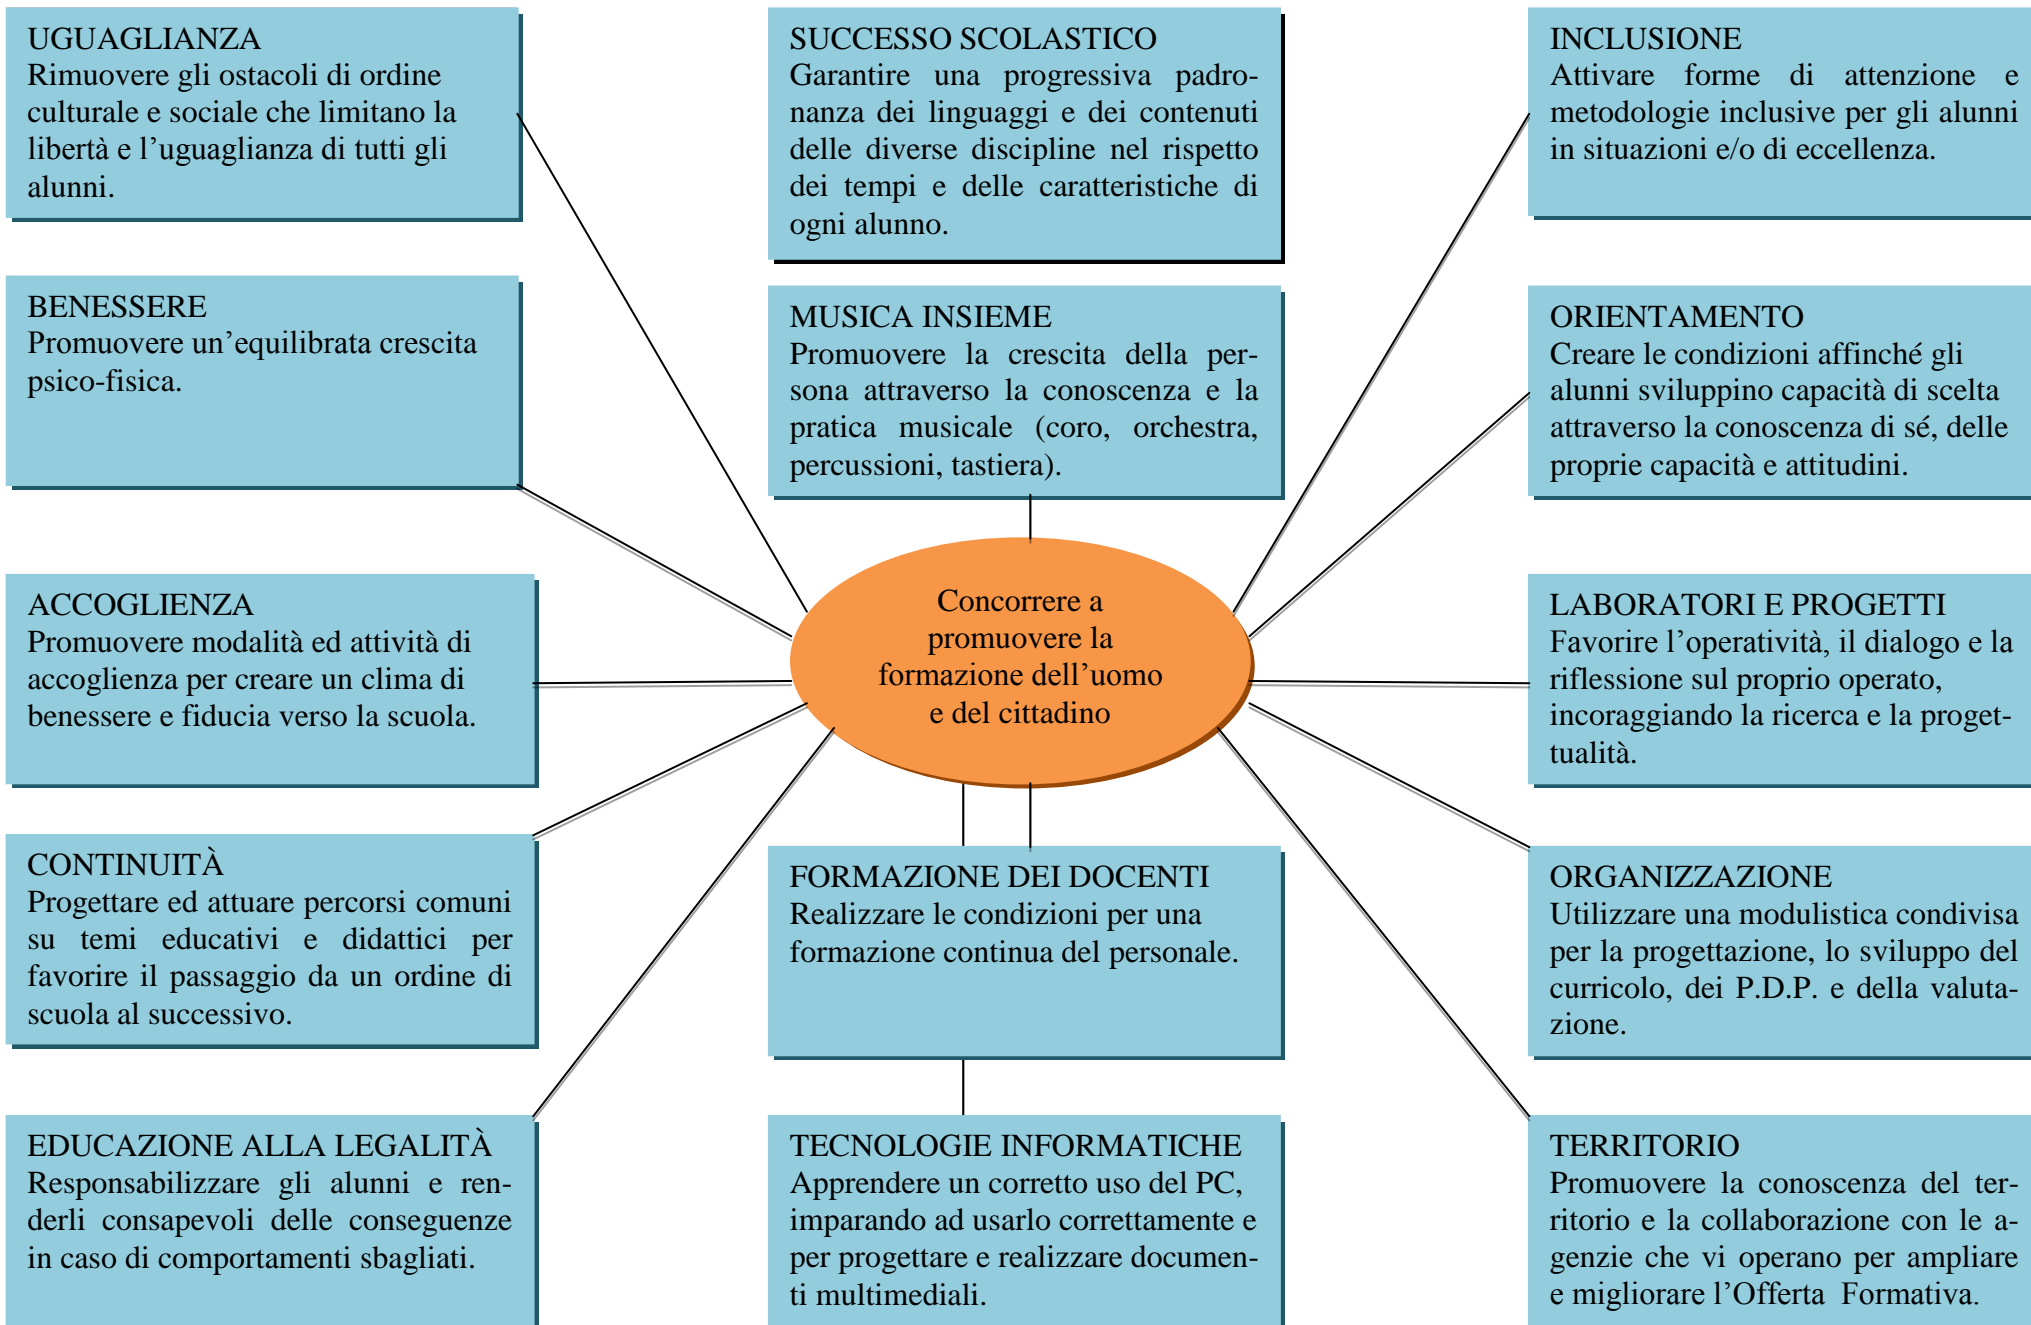 UGUAGLIANZA
Rimuovere gli ostacoli di ordine
culturale e sociale che limitano la
libertà e l’uguaglianza di tutti gli
alunni.
SUCCESSO SCOLASTICO
Garantire una progressiva padro-
nanza dei linguaggi e dei contenuti
delle diverse discipline nel rispetto
dei tempi e delle caratteristiche di
ogni alunno.
INCLUSIONE
Attivare forme di attenzione e
metodologie inclusive per gli alunni
in situazioni e/o di eccellenza.
BENESSERE
Promuovere un’equilibrata crescita
psico-fisica.
MUSICA INSIEME
Promuovere la crescita della per-
sona attraverso la conoscenza e la
pratica musicale (coro, orchestra,
percussioni, tastiera).
ORIENTAMENTO
Creare le condizioni affinché gli
alunni sviluppino capacità di scelta
attraverso la conoscenza di sé, delle
proprie capacità e attitudini.
ACCOGLIENZA
Promuovere modalità ed attività di
accoglienza per creare un clima di
benessere e fiducia verso la scuola.
Concorrere a
promuovere la
formazione dell’uomo
e del cittadino
LABORATORI E PROGETTI
Favorire l’operatività, il dialogo e la
riflessione sul proprio operato,
incoraggiando la ricerca e la proget-
tualità.
CONTINUITÀ
Progettare ed attuare percorsi comuni
su temi educativi e didattici per
favorire il passaggio da un ordine di
scuola al successivo.
FORMAZIONE DEI DOCENTI
Realizzare le condizioni per una
formazione continua del personale.
ORGANIZZAZIONE
Utilizzare una modulistica condivisa
per la progettazione, lo sviluppo del
curricolo, dei P.D.P. e della valuta-
zione.
EDUCAZIONE ALLA LEGALITÀ
Responsabilizzare gli alunni e ren-
derli consapevoli delle conseguenze
in caso di comportamenti sbagliati.
TECNOLOGIE INFORMATICHE
Apprendere un corretto uso del PC,
imparando ad usarlo correttamente e
per progettare e realizzare documen-
ti multimediali.
TERRITORIO
Promuovere la conoscenza del ter-
ritorio e la collaborazione con le a-
genzie che vi operano per ampliare
e migliorare l’Offerta Formativa.